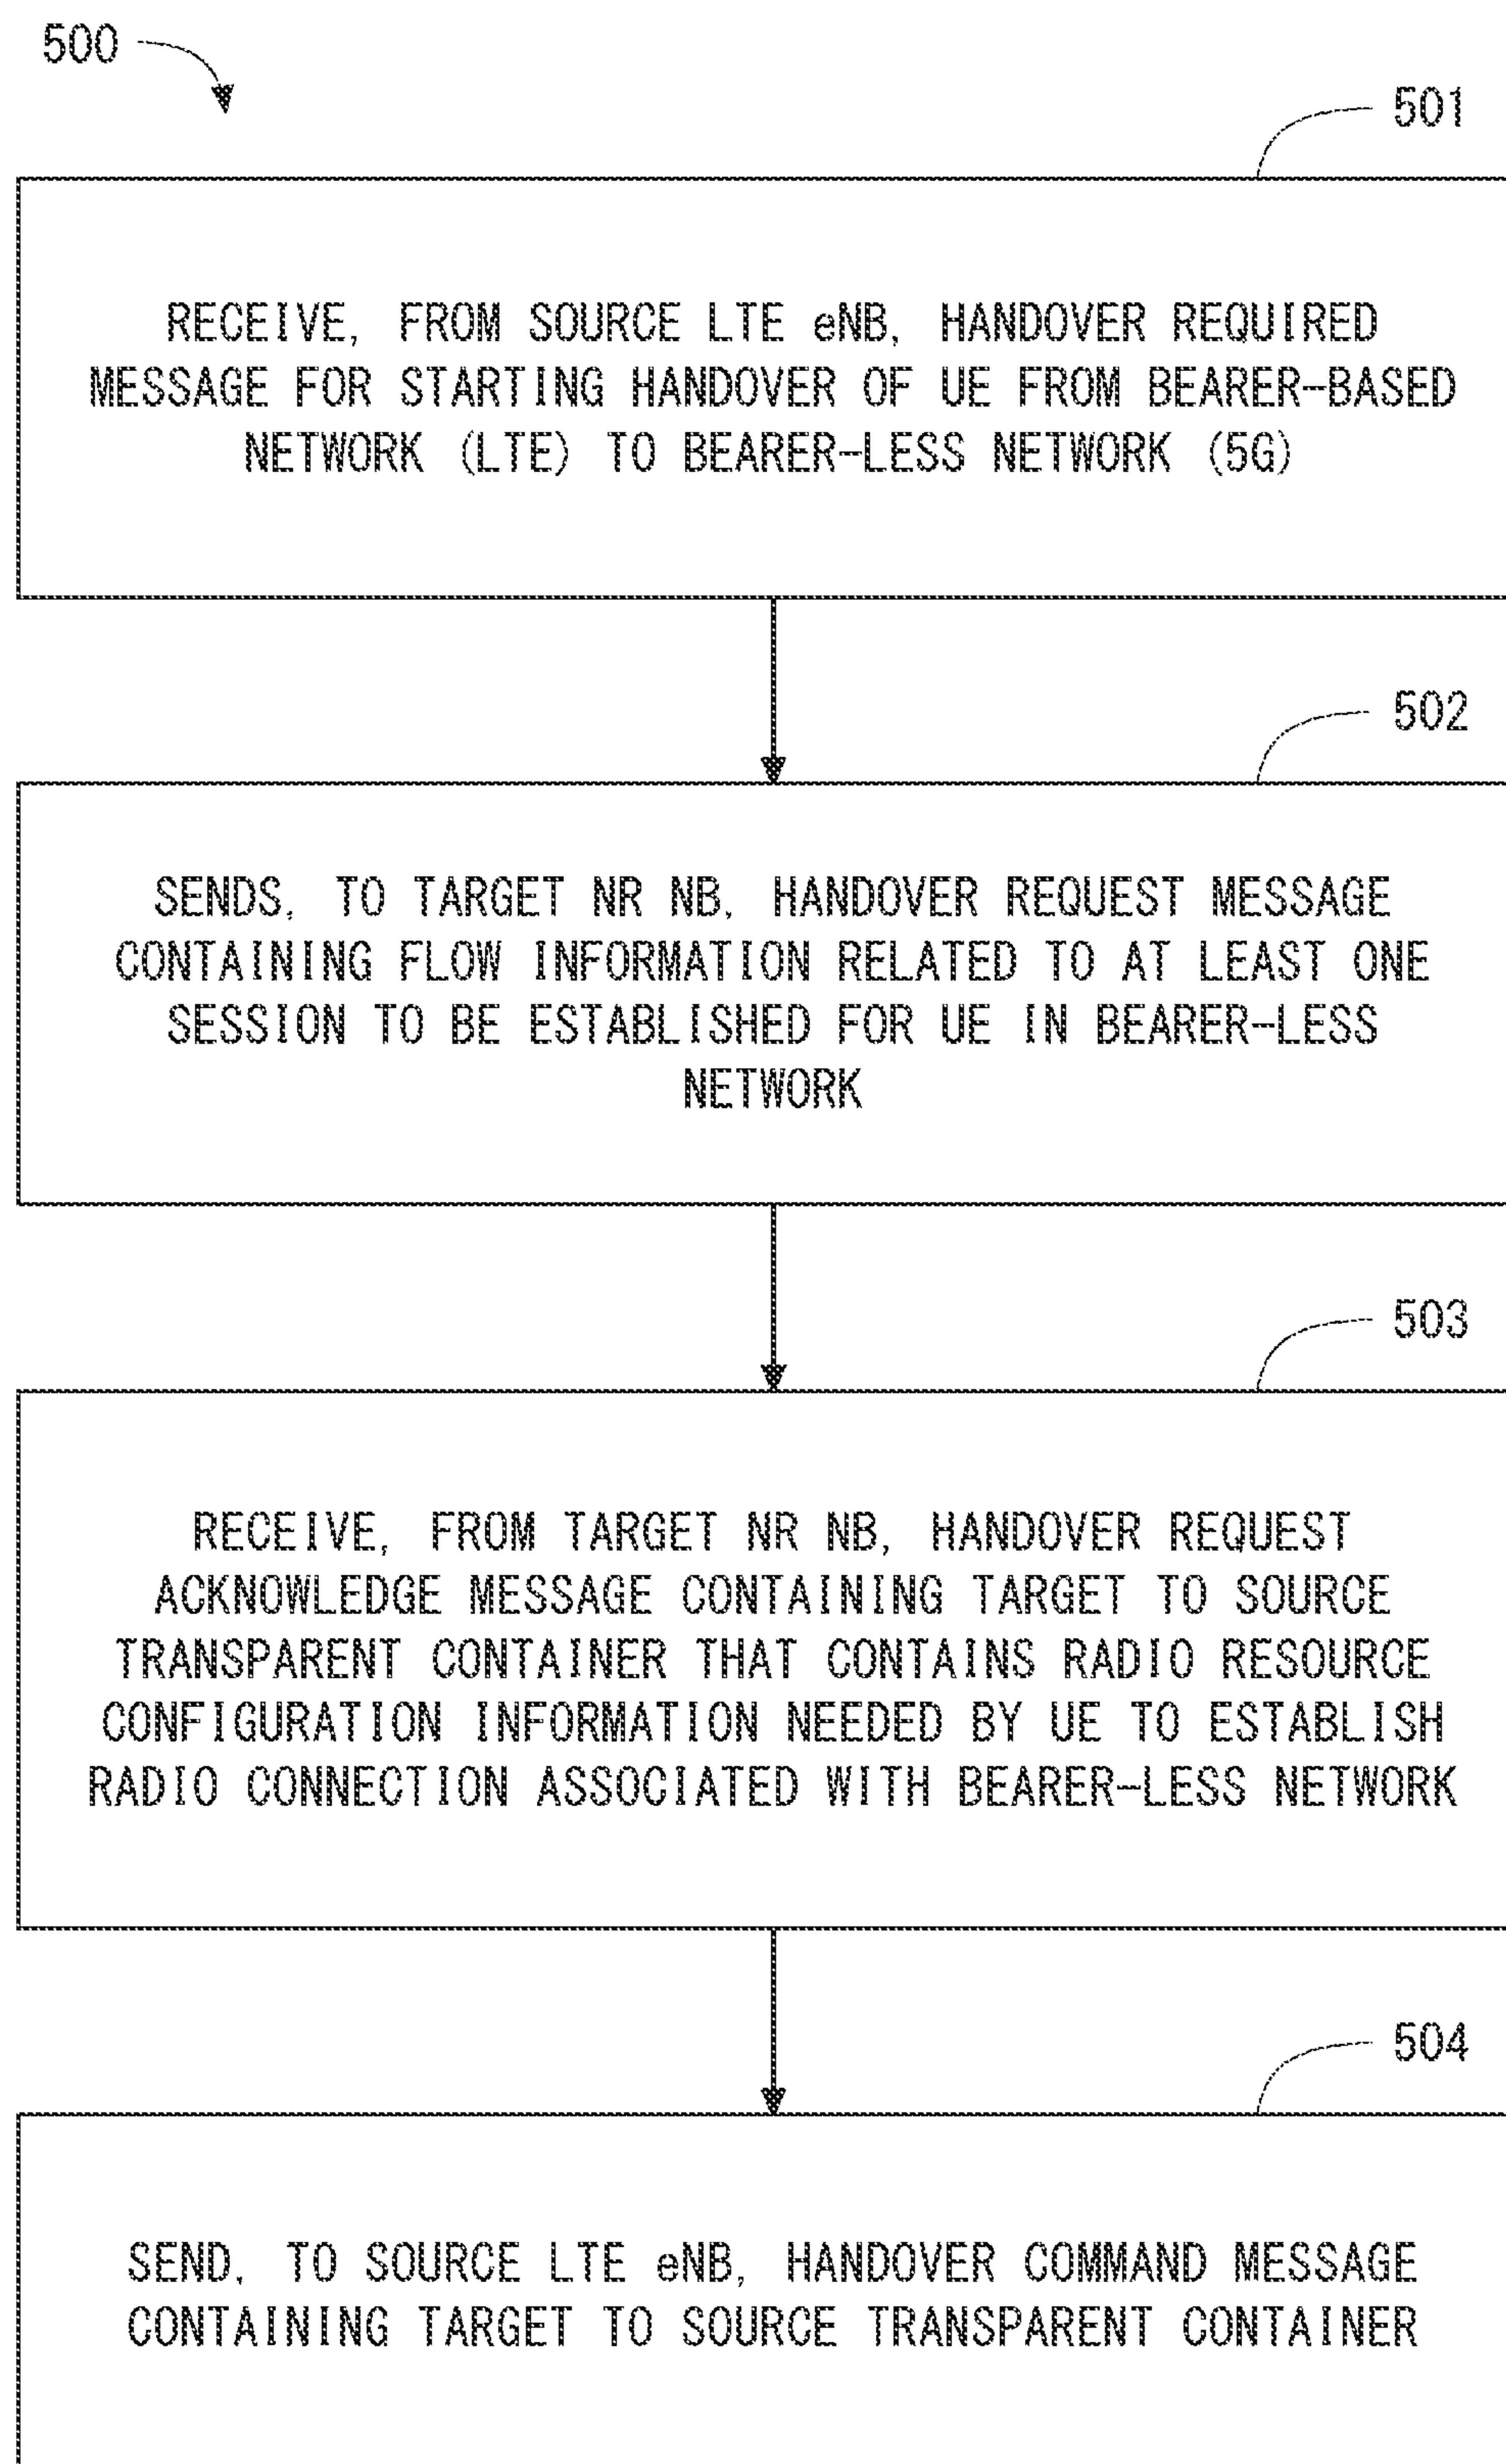 500
501
RECEIVE, FROM SOURCE LTE eNB, HANDOVER REQUIRED
MESSAGE FOR STARTING HANDOVER OF UE FROM BEARER-BASED
NETWORK (LTE) TO BEARER-LESS NETWORK (5G)
502
SENDS, TO TARGET NR NB, HANDOVER REQUEST MESSAGE
CONTAINING FLOW INFORMATION RELATED TO AT LEAST ONE
SESSION TO BE ESTABLISHED FOR UE IN BEARER-LESS
NETWORK
503
RECEIVE, FROM TARGET NR NB, HANDOVER REQUEST
ACKNOWLEDGE MESSAGE CONTAINING TARGET TO SOURCE
TRANSPARENT CONTAINER THAT CONTAINS RADIO RESOURCE
CONFIGURATION INFORMATION NEEDED BY UE TO ESTABLISH
RADIO CONNECTION ASSOCIATED WITH BEARER-LESS NETWORK
504
SEND, TO SOURCE LTE eNB, HANDOVER COMMAND MESSAGE
CONTAINING TARGET TO SOURCE TRANSPARENT CONTAINER